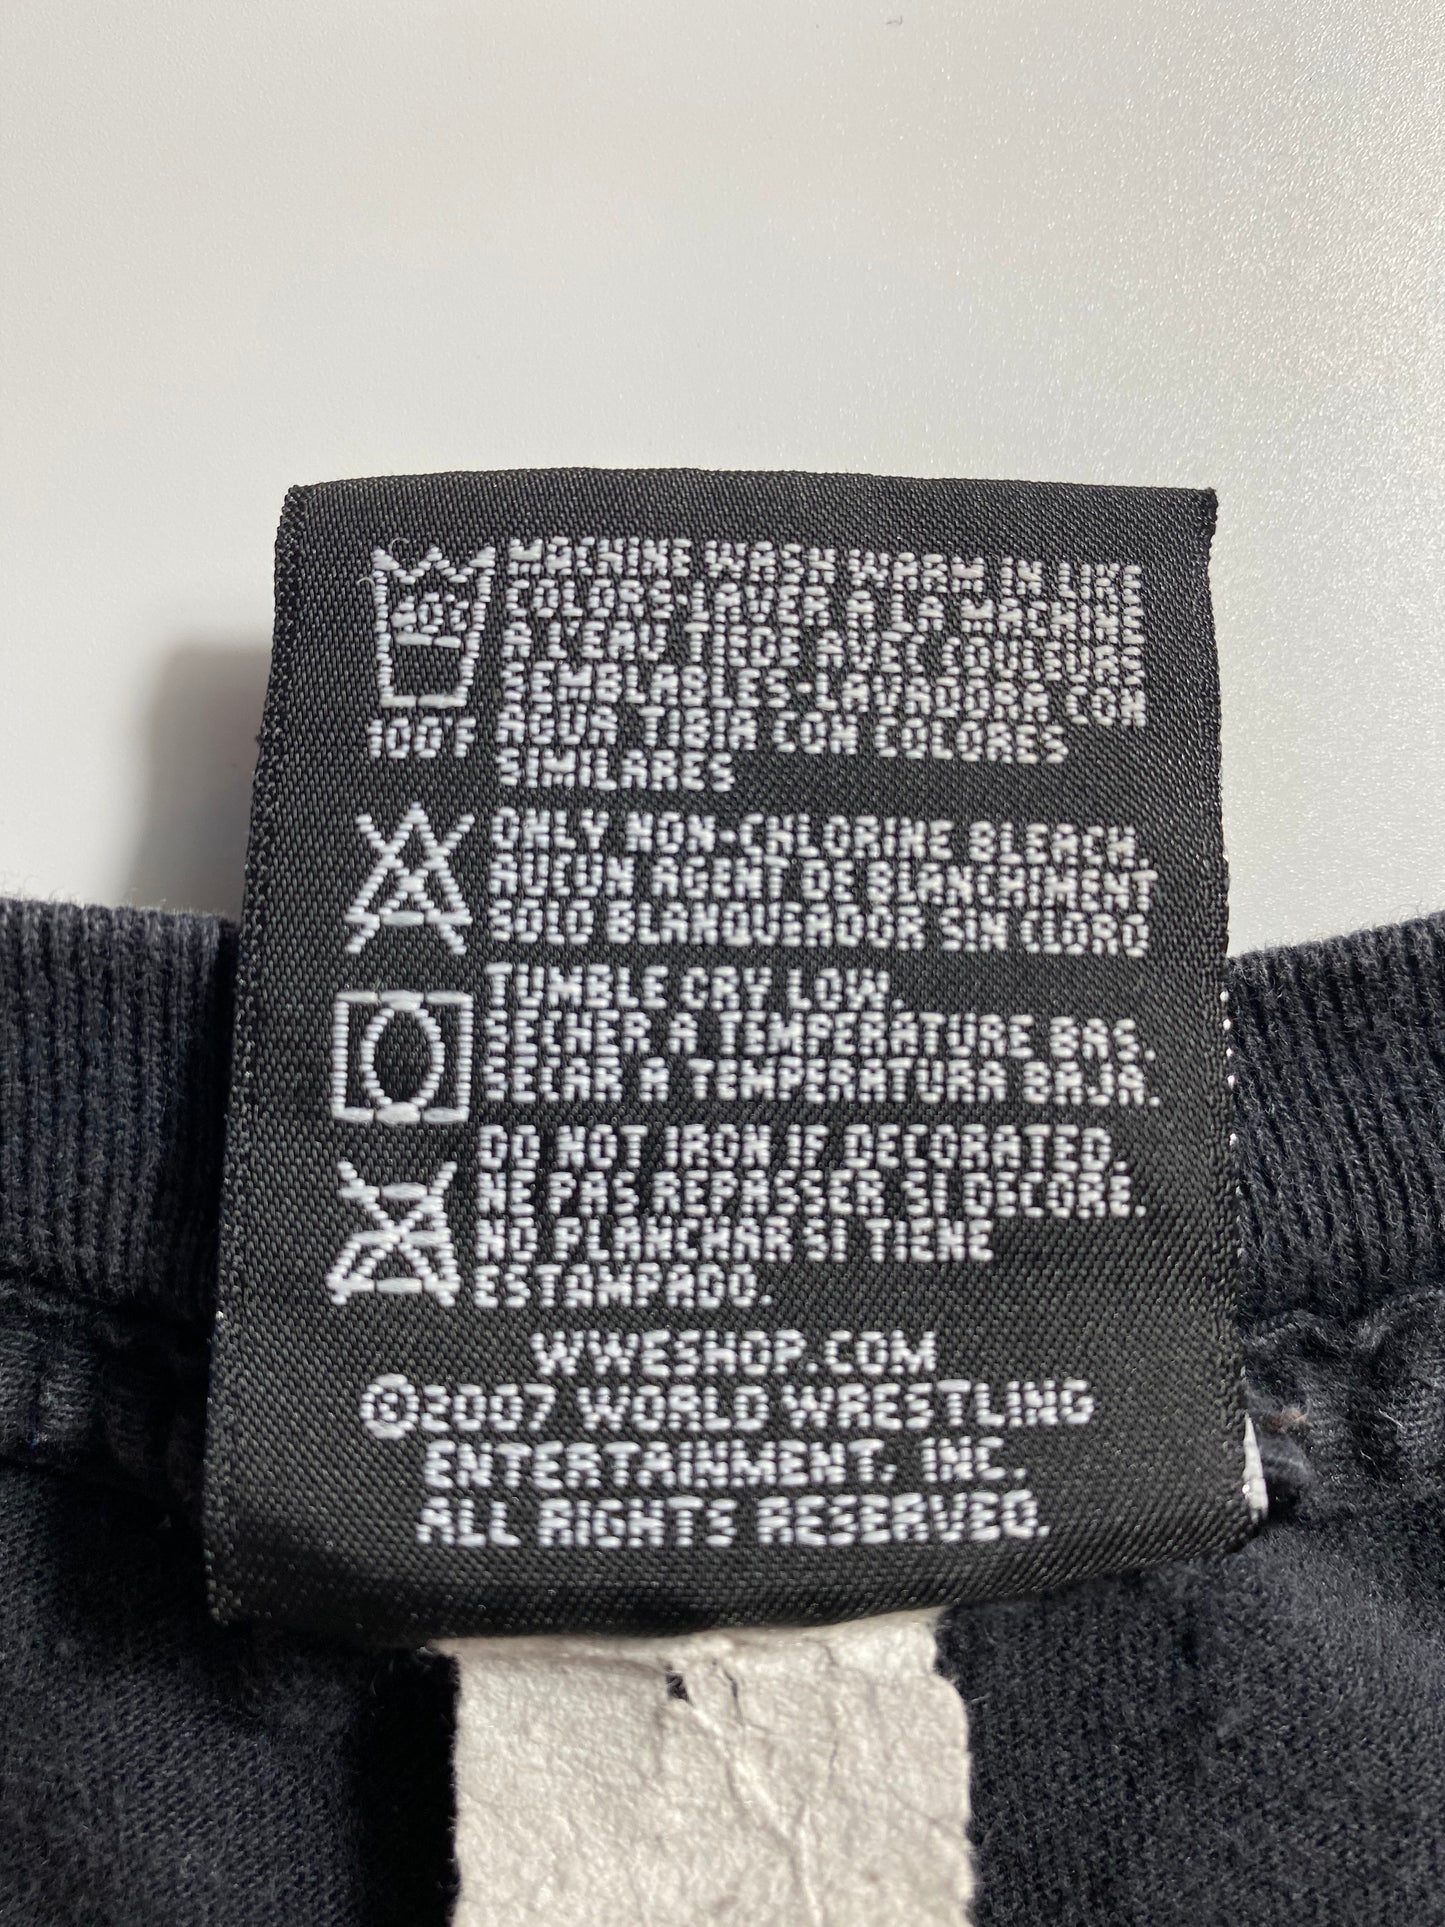 40C
100F
MACHINE WASH WARM IN LIKE
COLORS-LAVER A LA MACHINE
A L'EAU TIEDE AVEC COULEURS
SEMBLABLES-LAVADORA CON
AGUA TIBIA CON COLORES
SIMILARES
ONLY NON-CHLORINE BLEACH.
AUCUN AGENT DE BLANCHIMENT
SOLO BLANQUEADOR SIN CLORO
TUMBLE DRY LOW.
SECHER A TEMPERATURE BAS.
SELAR A TEMPERATURA BAJA.
DO NOT IRON IF DECORATED.
NE PAS REPASSER SI DECORE.
NO PLANCHAR SI TIENE
ESTAMPADO.
WWESHOP.COM
©2007 WORLD WRESTLING
ENTERTAINMENT, INC.
ALL RIGHTS RESERVED.